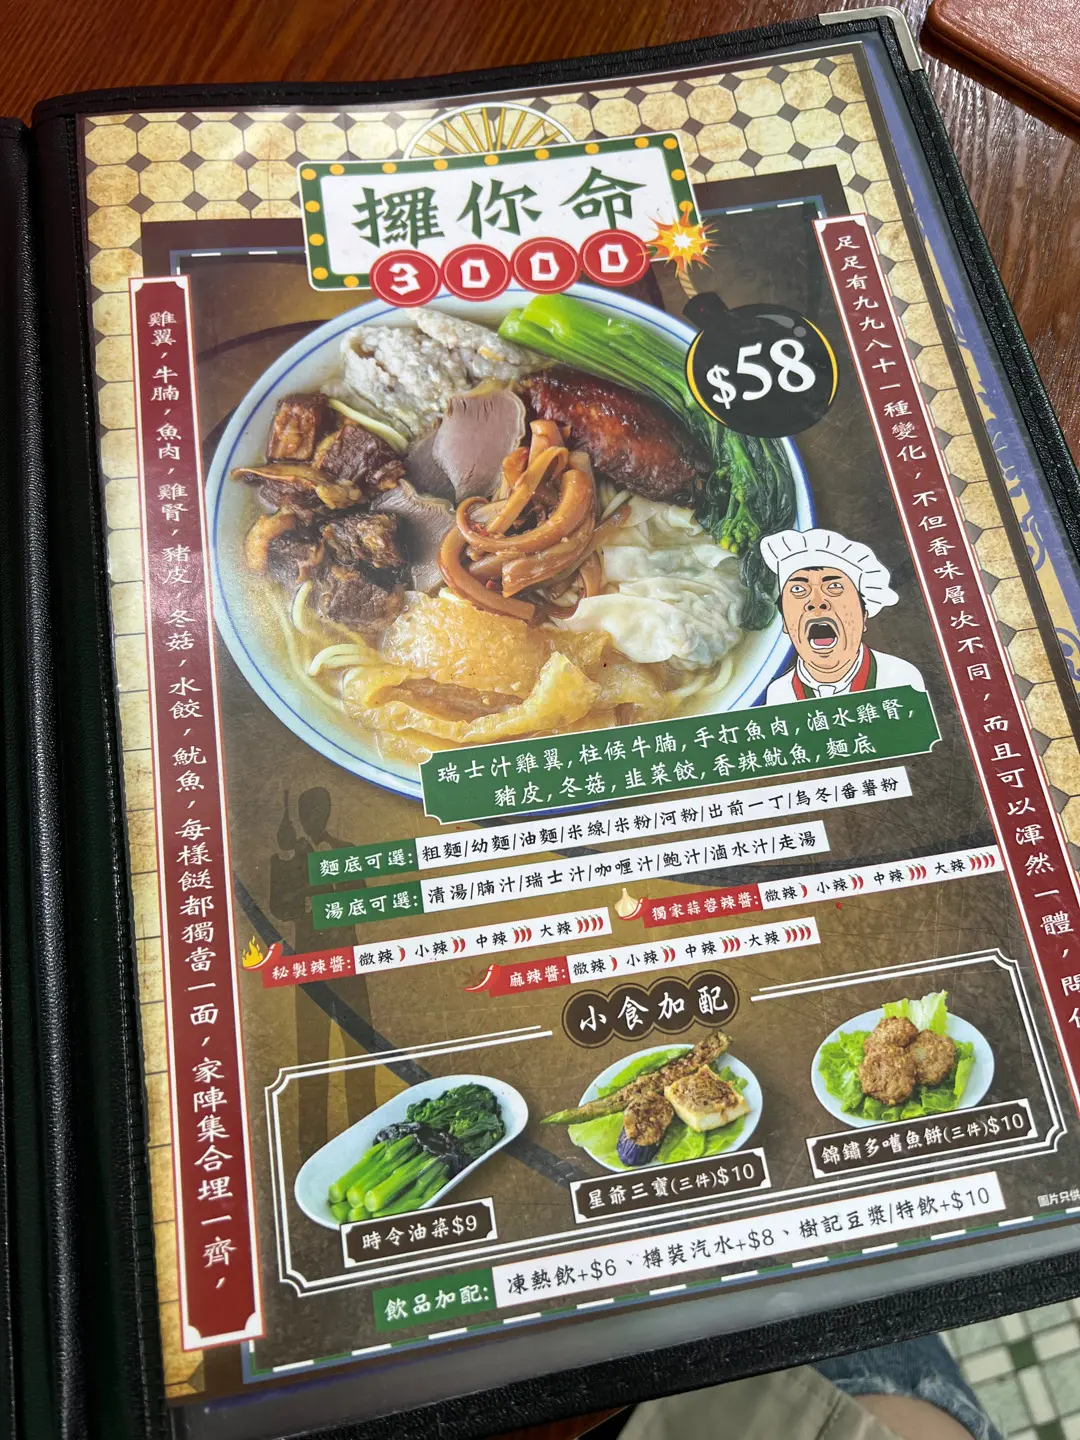 攞你命
3000
$58
雞翼，牛腩，魚肉，雞腎，豬皮，冬菇，水餃，魷魚，每樣餸都獨當一面，家陣集合埋一齊，
足足有九九八十一種變化，不但香味層次不同，而且可以渾然一體，
瑞士汁雞翼，柱候牛腩，手打魚肉，滷水雞腎，
豬皮，冬菇，韭菜餃，香辣魷魚，麵底
麵底可選：粗麵/幼麵/油麵/米線/米粉/河粉/出前一丁/烏冬/番薯粉
湯底可選：清湯/腩汁/瑞士汁/咖喱汁/鮑汁/滷水汁/走湯
秘製辣醬：微辣 小辣 中辣 大辣
獨家蒜蓉辣醬：微辣 小辣 中辣 大辣
麻辣醬：微辣 小辣 中辣 大辣
小食加配
時令油菜$9
星爺三寶(三件)$10
錦鏽多嗜魚餅(三件)$10
圖片只供
飲品加配：凍熱飲+$6、樽裝汽水+$8、樹記豆漿/特飲+$10